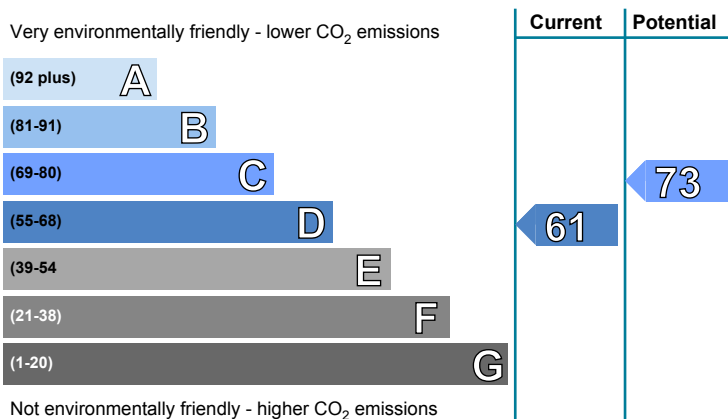 Current Potential
Very environmentally friendly - lower CO2 emissions
(92 plus) A
(81-91) B
(69-80) C
73
(55-68) D
61
(39-54 E
(21-38) F
(1-20) G
Not environmentally friendly - higher CO2 emissions